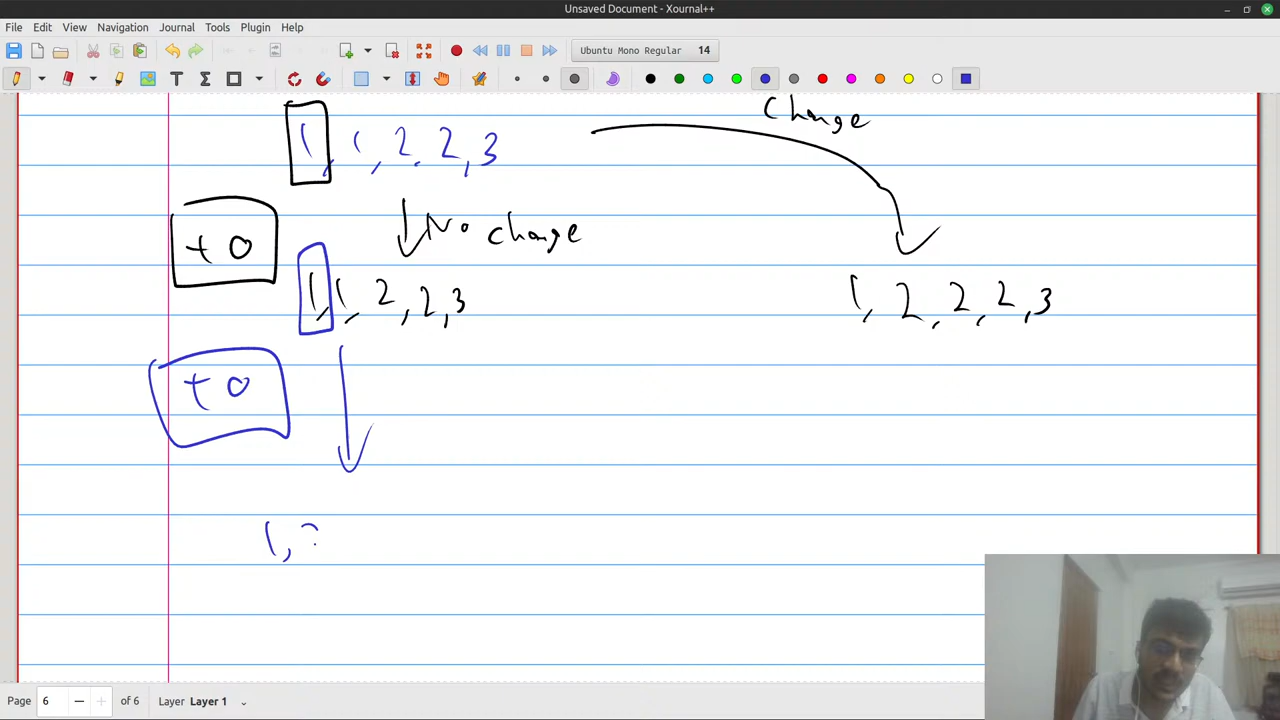 Unsaved Document - Xournal++
File Edit View Navigation Journal Tools Plugin Help
Ubuntu Mono Regular 14
Change
1, 1, 2, 2, 3
No change
+ 0
1, 1, 2, 2, 3
1, 2, 2, 2, 3
+ 0
1,
Page 6 of 6 Layer Layer 1